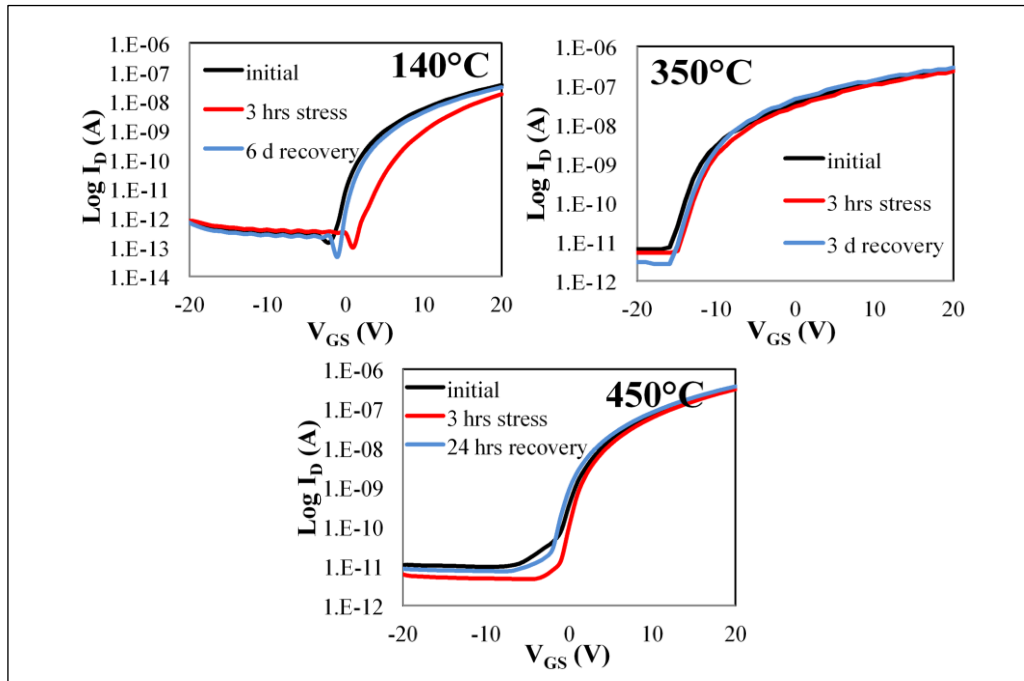 140°C
initial
3 hrs stress
6 d recovery
Log I_D (A)
1.E-06
1.E-07
1.E-08
1.E-09
1.E-10
1.E-11
1.E-12
1.E-13
1.E-14
-20 -10 0 10 20
V_GS (V)
350°C
initial
3 hrs stress
3 d recovery
Log I_D (A)
1.E-06
1.E-07
1.E-08
1.E-09
1.E-10
1.E-11
1.E-12
-20 -10 0 10 20
V_GS (V)
450°C
initial
3 hrs stress
24 hrs recovery
Log I_D (A)
1.E-06
1.E-07
1.E-08
1.E-09
1.E-10
1.E-11
1.E-12
-20 -10 0 10 20
V_GS (V)